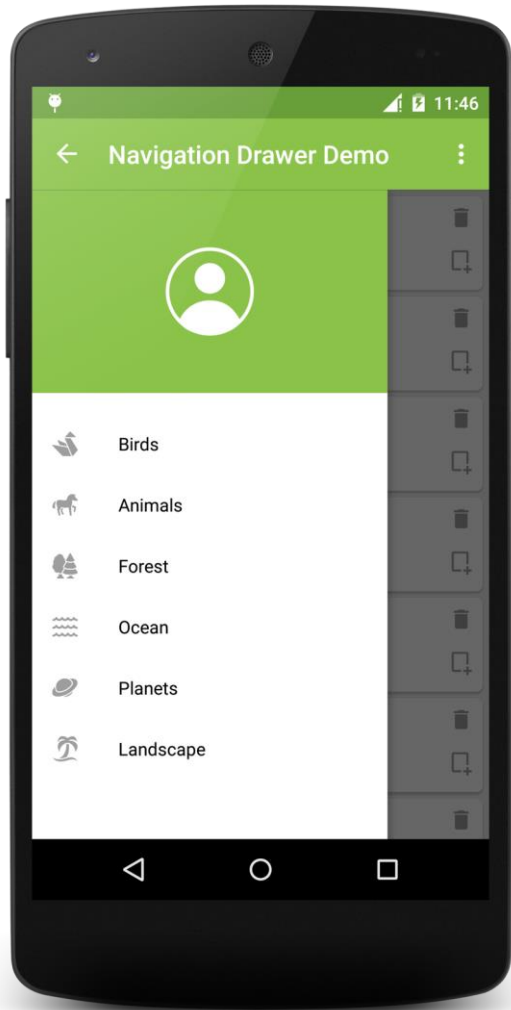 11:46
Navigation Drawer Demo
Birds
Animals
Forest
Ocean
Planets
Landscape